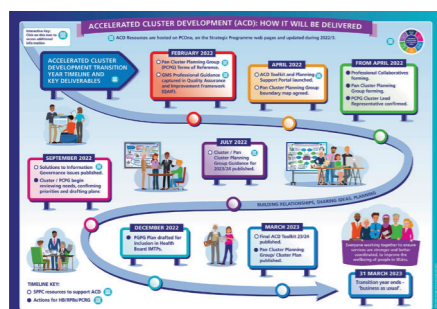 ACCELERATED CLUSTER DEVELOPMENT (ACD): HOW IT WILL BE DELIVERED
Interactive key:
Click an icon next to
access additional
information
ACD Resources are hosted on PCOne, on the Strategic Programme web pages and updated during 2022/3.
ACCELERATED CLUSTER
DEVELOPMENT TRANSITION
YEAR TIMELINE AND
KEY DELIVERABLES
FEBRUARY 2022
Pan Cluster Planning Group
(PCPG) Terms of Reference.
GMS Professional Guidance
captured in Quality Assurance
and Improvement Framework
(QAIF).
APRIL 2022
ACD Toolkit and Planning
Support Portal launched.
Pan Cluster Planning Group
boundary map agreed.
FROM APRIL 2022
Professional Collaboratives
forming.
Pan Cluster Planning
Group forming.
PCPG Cluster Lead
Representative confirmed.
SEPTEMBER 2022
Solutions to Information
Governance issues published.
Cluster / PCPG begin
reviewing needs, confirming
priorities and drafting plans
JULY 2022
Cluster / Pan
Cluster Planning
Group Guidance for
2023/24 published.
BUILDING RELATIONSHIPS, SHARING IDEAS, PLANNING
DECEMBER 2022
PCPG Plan drafted for
inclusion in Health
Board IMTPs.
MARCH 2023
Final ACD Toolkit 23/24
published.
Pan Cluster Planning
Group/ Cluster Plan
published.
Everyone working together to ensure
services are stronger and better
coordinated, to improve the
wellbeing of people in Wales.
31 MARCH 2023
Transition year ends -
'business as usual'.
TIMELINE KEY:
SPPC resources to support ACD
Actions for HB/RPBs/PCBG